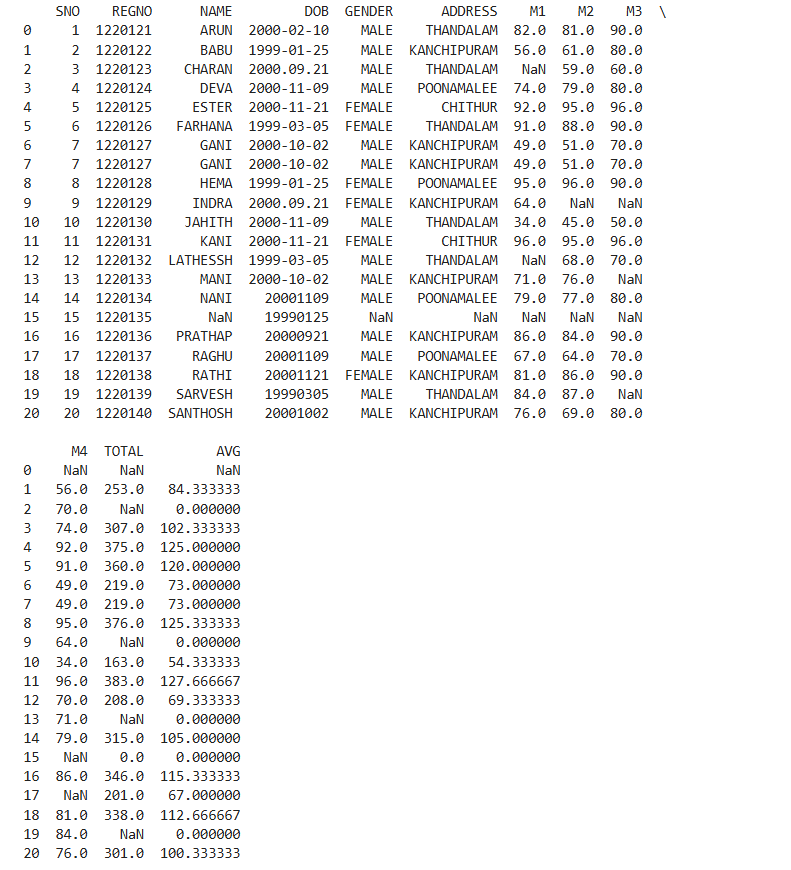 SNO REGNO NAME DOB GENDER ADDRESS M1 M2 M3 \
0 1 1220121 ARUN 2000-02-10 MALE THANDALAM 82.0 81.0 90.0
1 2 1220122 BABU 1999-01-25 MALE KANCHIPURAM 56.0 61.0 80.0
2 3 1220123 CHARAN 2000.09.21 MALE THANDALAM NaN 59.0 60.0
3 4 1220124 DEVA 2000-11-09 MALE POONAMALEE 74.0 79.0 80.0
4 5 1220125 ESTER 2000-11-21 FEMALE CHITHUR 92.0 95.0 96.0
5 6 1220126 FARHANA 1999-03-05 FEMALE THANDALAM 91.0 88.0 90.0
6 7 1220127 GANI 2000-10-02 MALE KANCHIPURAM 49.0 51.0 70.0
7 7 1220127 GANI 2000-10-02 MALE KANCHIPURAM 49.0 51.0 70.0
8 8 1220128 HEMA 1999-01-25 FEMALE POONAMALEE 95.0 96.0 90.0
9 9 1220129 INDRA 2000.09.21 FEMALE KANCHIPURAM 64.0 NaN NaN
10 10 1220130 JAHITH 2000-11-09 MALE THANDALAM 34.0 45.0 50.0
11 11 1220131 KANI 2000-11-21 FEMALE CHITHUR 96.0 95.0 96.0
12 12 1220132 LATHESSH 1999-03-05 MALE THANDALAM NaN 68.0 70.0
13 13 1220133 MANI 2000-10-02 MALE KANCHIPURAM 71.0 76.0 NaN
14 14 1220134 NANI 20001109 MALE POONAMALEE 79.0 77.0 80.0
15 15 1220135 NaN 19990125 NaN NaN NaN NaN NaN
16 16 1220136 PRATHAP 20000921 MALE KANCHIPURAM 86.0 84.0 90.0
17 17 1220137 RAGHU 20001109 MALE POONAMALEE 67.0 64.0 70.0
18 18 1220138 RATHI 20001121 FEMALE KANCHIPURAM 81.0 86.0 90.0
19 19 1220139 SARVESH 19990305 MALE THANDALAM 84.0 87.0 NaN
20 20 1220140 SANTHOSH 20001002 MALE KANCHIPURAM 76.0 69.0 80.0
M4 TOTAL AVG
0 NaN NaN NaN
1 56.0 253.0 84.333333
2 70.0 NaN 0.000000
3 74.0 307.0 102.333333
4 92.0 375.0 125.000000
5 91.0 360.0 120.000000
6 49.0 219.0 73.000000
7 49.0 219.0 73.000000
8 95.0 376.0 125.333333
9 64.0 NaN 0.000000
10 34.0 163.0 54.333333
11 96.0 383.0 127.666667
12 70.0 208.0 69.333333
13 71.0 NaN 0.000000
14 79.0 315.0 105.000000
15 NaN 0.0 0.000000
16 86.0 346.0 115.333333
17 NaN 201.0 67.000000
18 81.0 338.0 112.666667
19 84.0 NaN 0.000000
20 76.0 301.0 100.333333